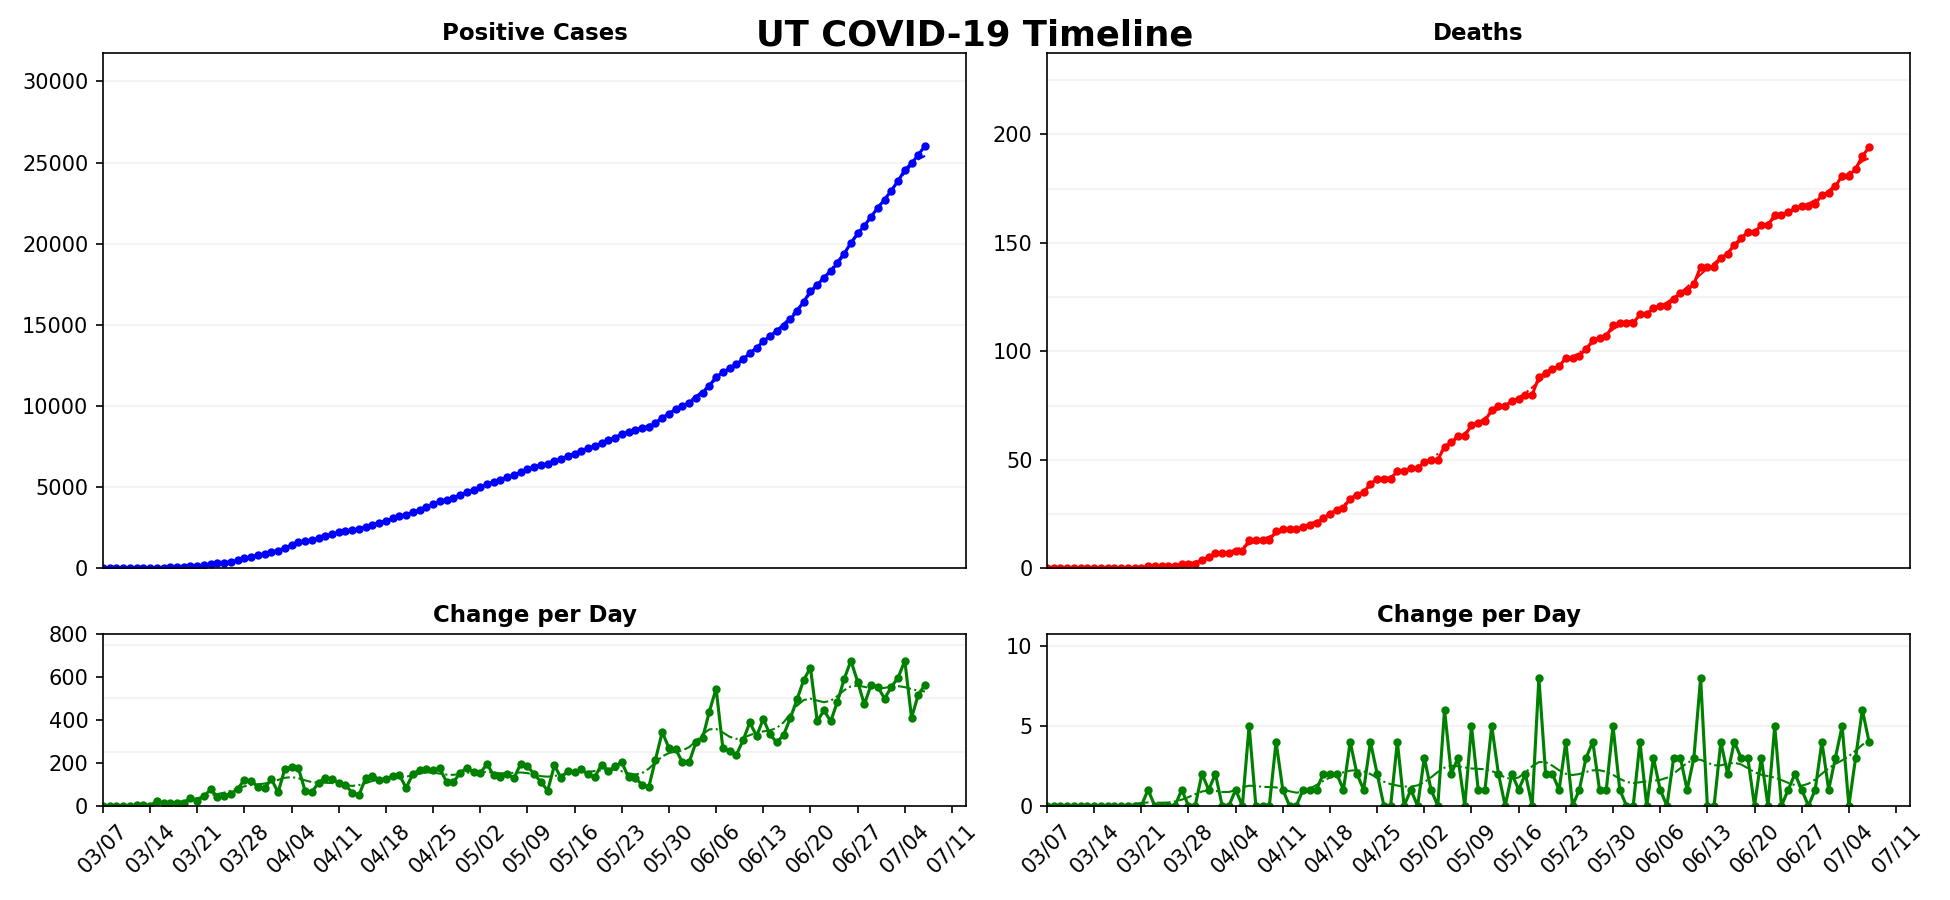 UT COVID-19 Timeline
Positive Cases
30000
25000
20000
15000
10000
5000
0
Deaths
200
150
100
50
0
Change per Day
800
600
400
200
0
03/07 03/14 03/21 03/28 04/04 04/11 04/18 04/25 05/02 05/09 05/16 05/23 05/30 06/06 06/13 06/20 06/27 07/04 07/11
Change per Day
10
5
0
03/07 03/14 03/21 03/28 04/04 04/11 04/18 04/25 05/02 05/09 05/16 05/23 05/30 06/06 06/13 06/20 06/27 07/04 07/11